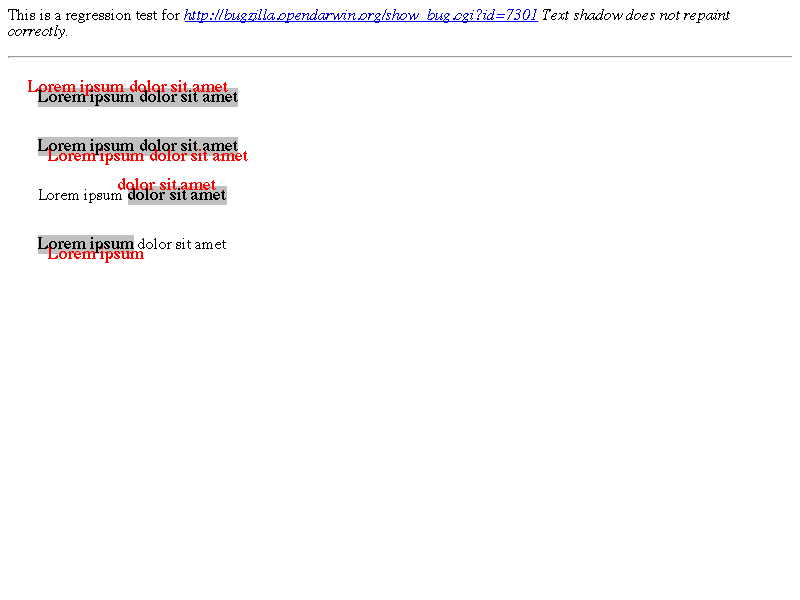 This is a regression test for http://bugzilla.opendarwin.org/show_bug.cgi?id=7301 Text shadow does not repaint
correctly.
Lorem ipsum dolor sit amet
Lorem ipsum dolor sit amet
Lorem ipsum dolor sit amet
Lorem ipsum dolor sit amet
dolor sit amet
Lorem ipsum dolor sit amet
Lorem ipsum dolor sit amet
Lorem ipsum